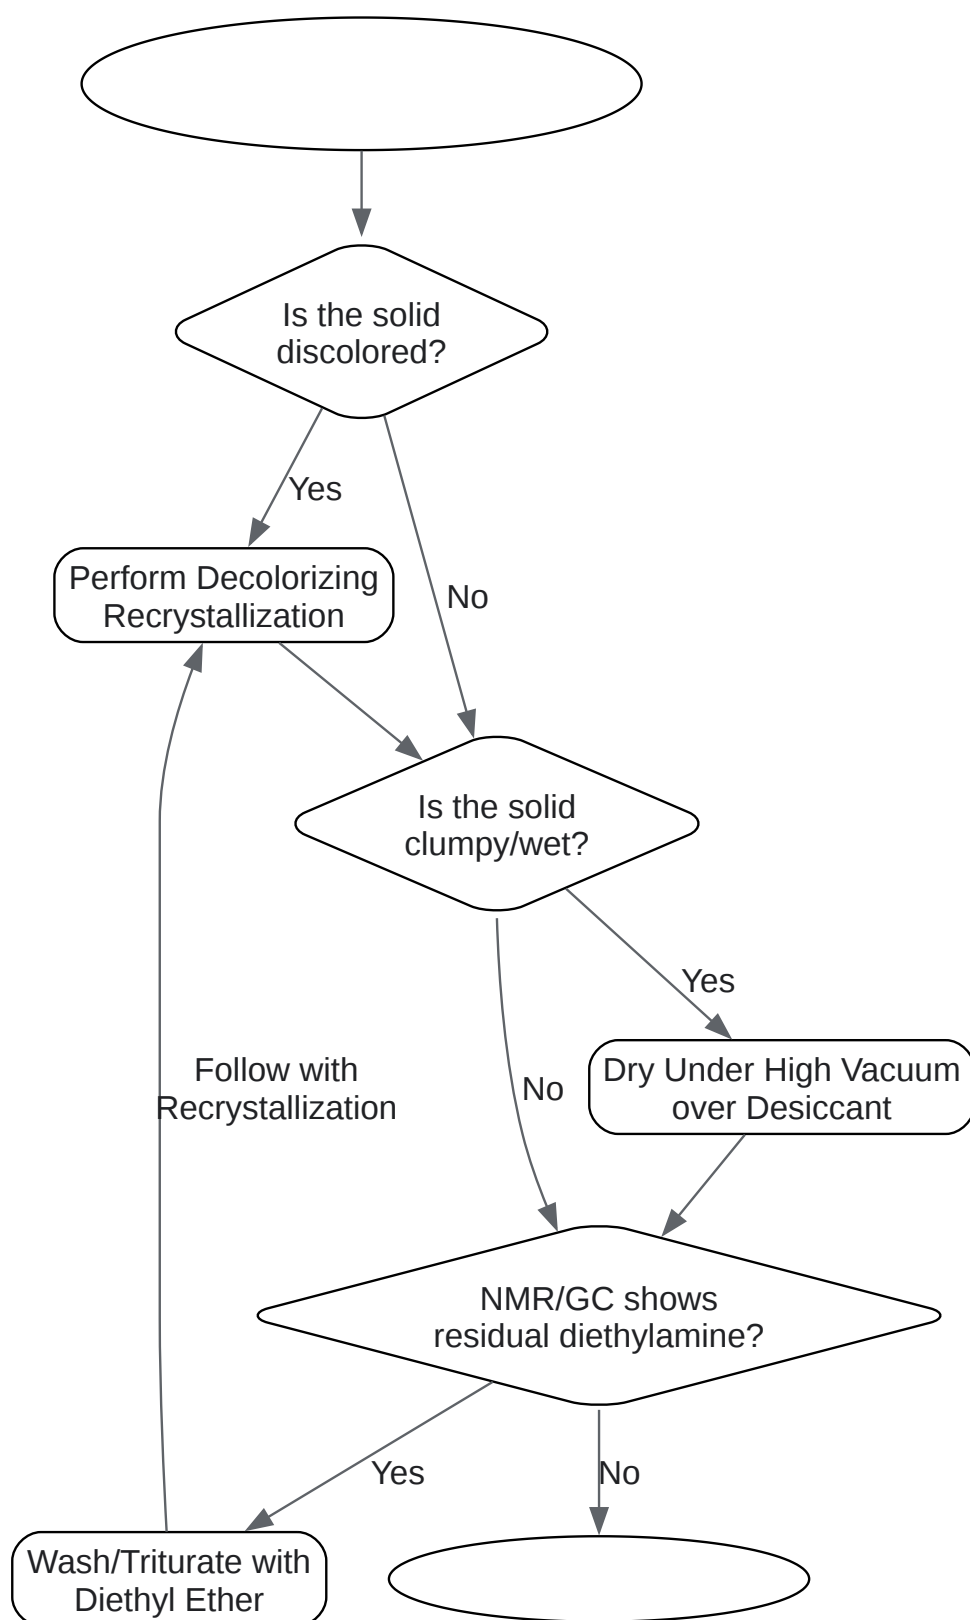 Is the solid
discolored?
Yes
Perform Decolorizing
Recrystallization
No
Is the solid
clumpy/wet?
Yes
Follow with
Recrystallization
No
Dry Under High Vacuum
over Desiccant
NMR/GC shows
residual diethylamine?
Yes
No
Wash/Triturate with
Diethyl Ether